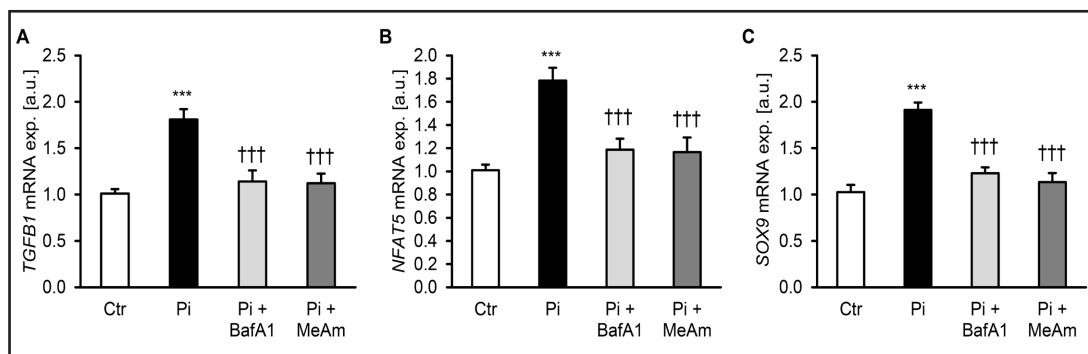 A
TGFB1 mRNA exp. [a.u.]
2.5
2.0
1.5
1.0
0.5
0.0
***
†††
†††
Ctr
Pi
Pi +
BafA1
Pi +
MeAm
B
NFAT5 mRNA exp. [a.u.]
2.0
1.8
1.6
1.4
1.2
1.0
0.8
0.6
0.4
0.2
0.0
***
†††
†††
Ctr
Pi
Pi +
BafA1
Pi +
MeAm
C
SOX9 mRNA exp. [a.u.]
2.5
2.0
1.5
1.0
0.5
0.0
***
†††
†††
Ctr
Pi
Pi +
BafA1
Pi +
MeAm